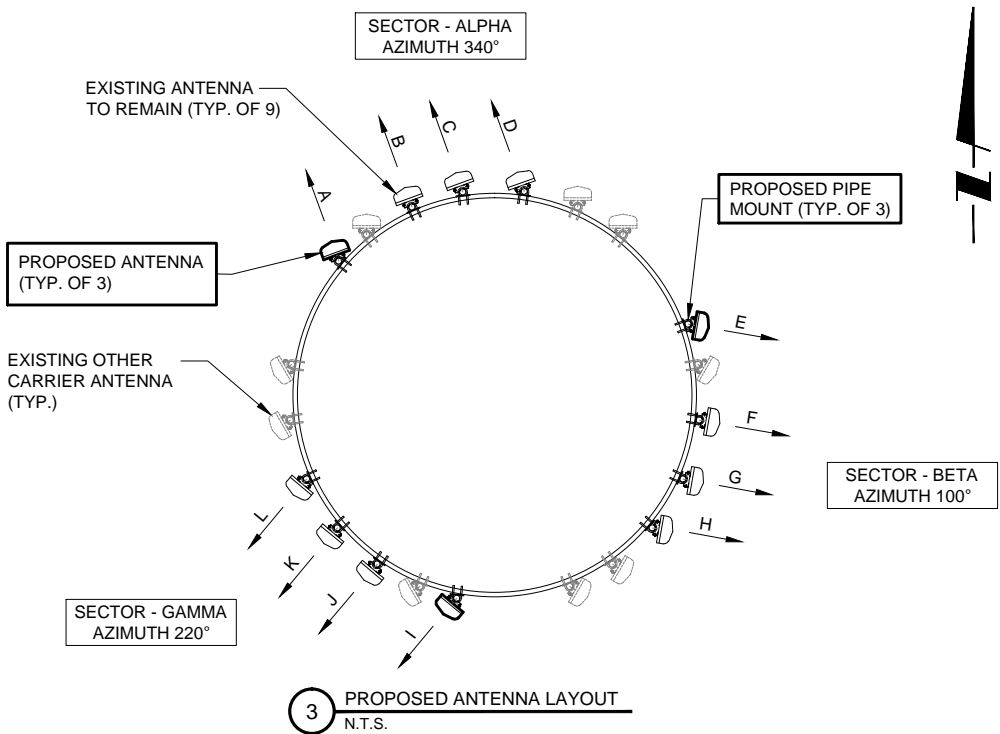 SECTOR - ALPHA
AZIMUTH 340°
EXISTING ANTENNA
TO REMAIN (TYP. OF 9)
A
B
C
D
PROPOSED PIPE
MOUNT (TYP. OF 3)
N
PROPOSED ANTENNA
(TYP. OF 3)
EXISTING OTHER
CARRIER ANTENNA
(TYP.)
E
F
G
H
SECTOR - BETA
AZIMUTH 100°
L
K
J
I
SECTOR - GAMMA
AZIMUTH 220°
3
PROPOSED ANTENNA LAYOUT
N.T.S.